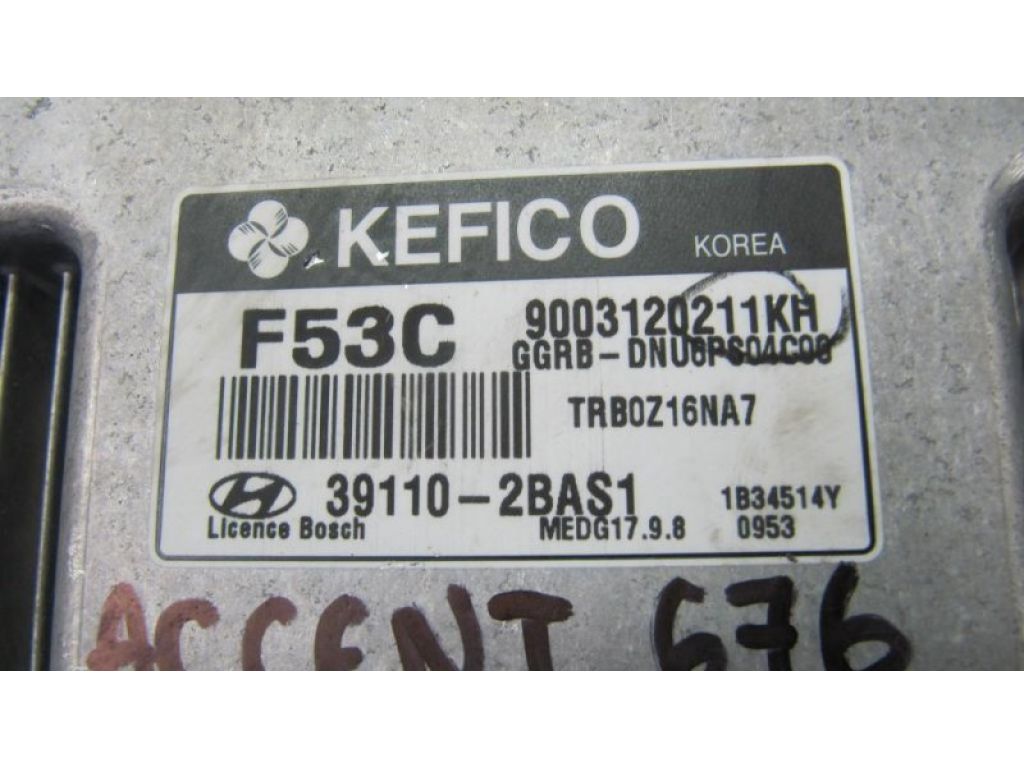 KEFICO KOREA
F53C 9003120211KH
GGRB-DNU6PS04C00
TRB0Z16NA7
39110-2BAS1 1B34514Y
Licence Bosch MEDG17.9.8 0953
ACCENT 676